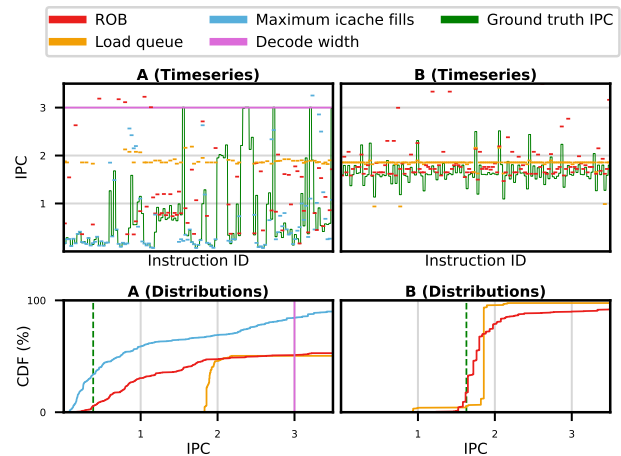 ROB
Maximum icache fills
Ground truth IPC
Load queue
Decode width
A (Timeseries)
B (Timeseries)
IPC
3
2
1
Instruction ID
Instruction ID
A (Distributions)
B (Distributions)
CDF (%)
100
0
1
2
3
1
2
3
IPC
IPC